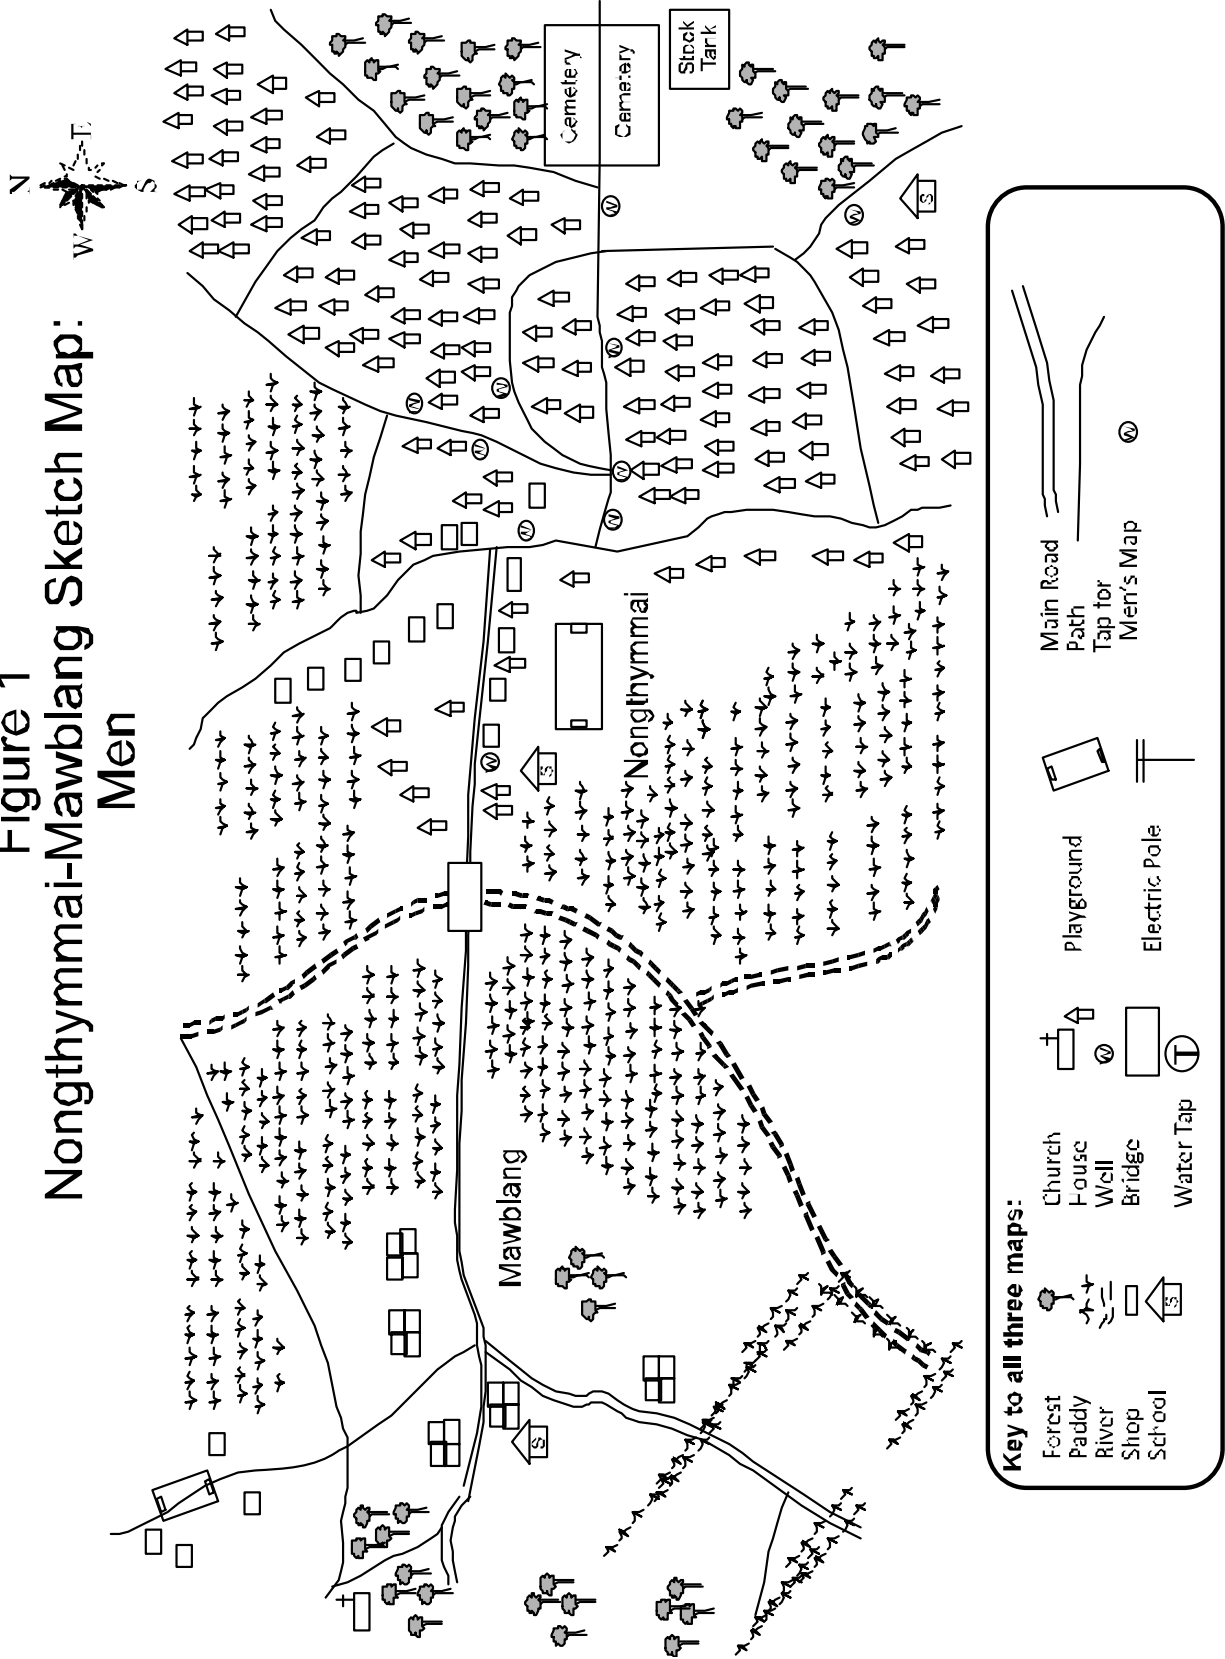 Figure 1
Nongthymmai-Mawblang Sketch Map:
Men
N
E
S
W
Cemetery
Cemetery
Stock
Tank
S
W
W
W
W
W
W
W
W
W
W
W
Nongthymmai
S
Mawblang
S
Key to all three maps:
Forest
Paddy
River
Shop
School
S
Church
House
Well
Bridge
Water Tap
W
T
Playground
Electric Pole
Main Road
Path
Tap for
Men's Map
W